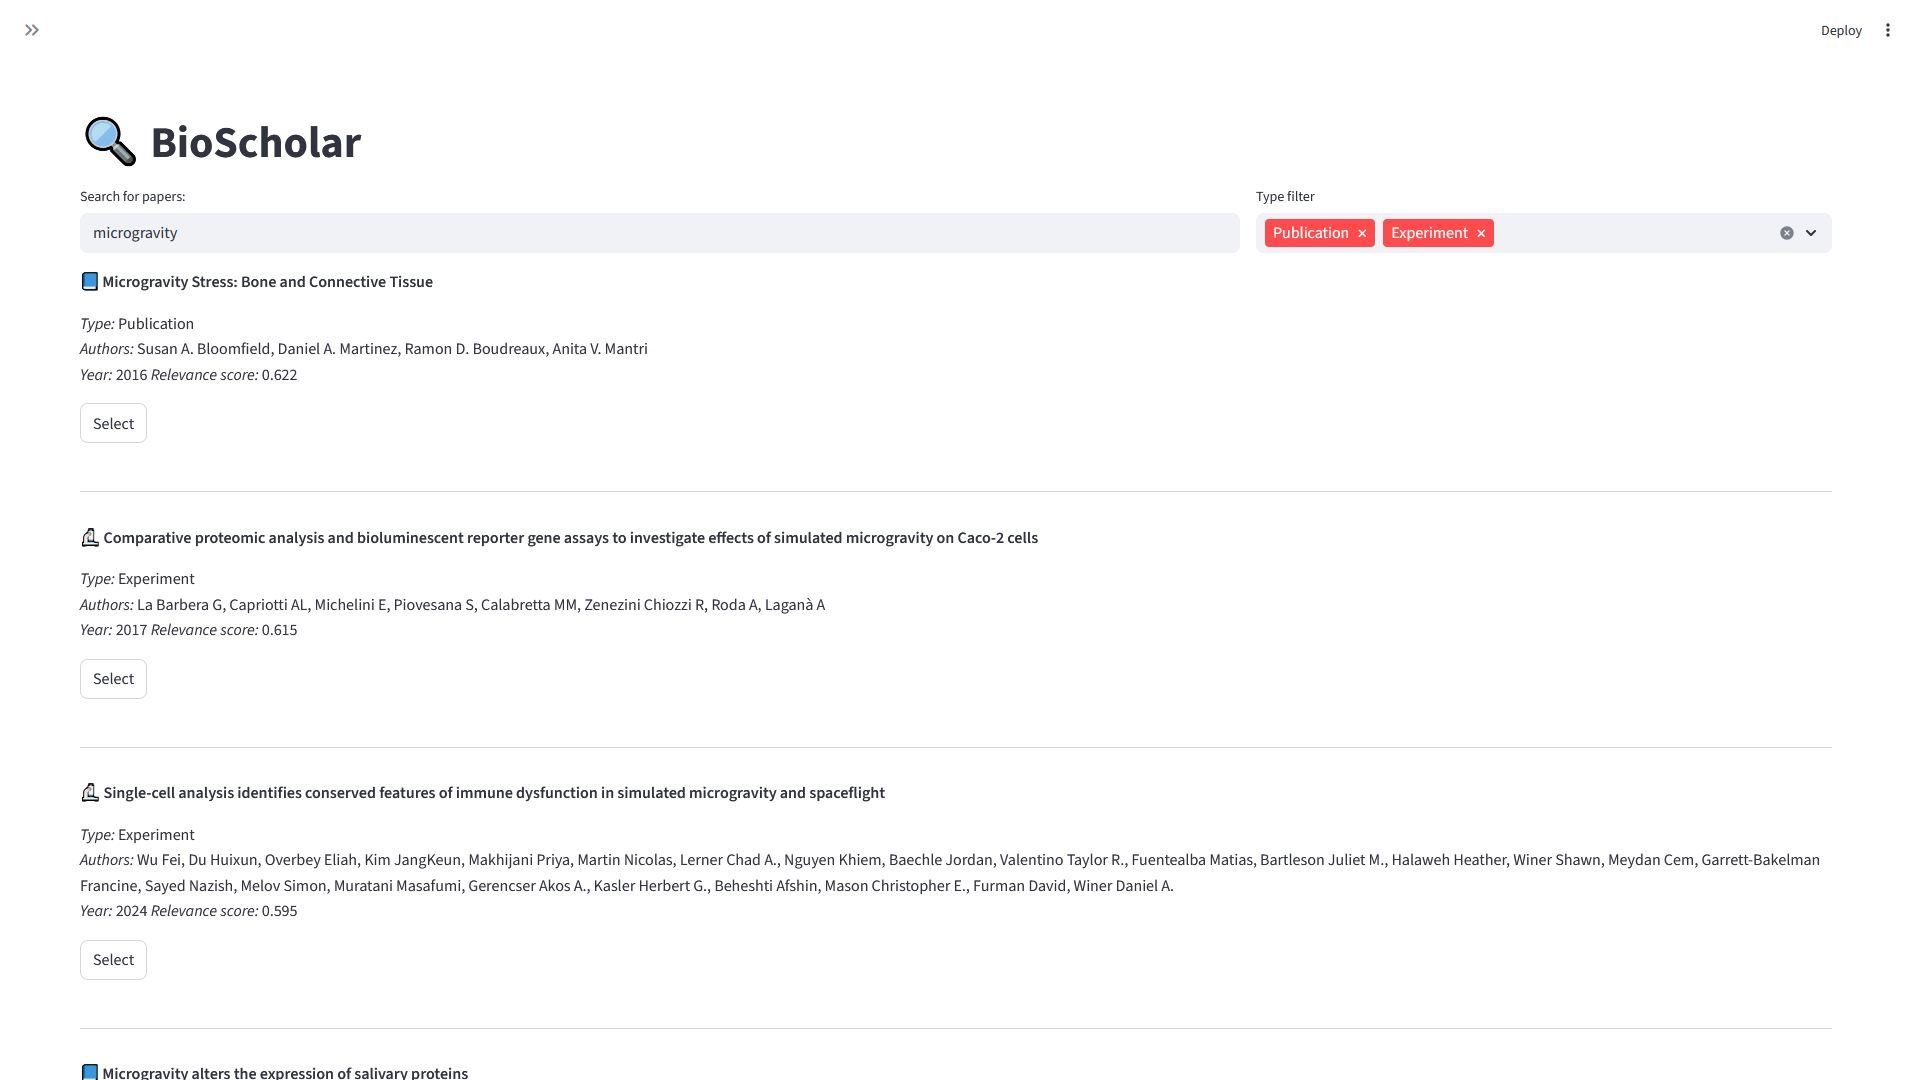 Deploy
BioScholar
Search for papers:
Type filter
microgravity
Publication
Experiment
Microgravity Stress: Bone and Connective Tissue
Type: Publication
Authors: Susan A. Bloomfield, Daniel A. Martinez, Ramon D. Boudreaux, Anita V. Mantri
Year: 2016 Relevance score: 0.622
Select
Comparative proteomic analysis and bioluminescent reporter gene assays to investigate effects of simulated microgravity on Caco-2 cells
Type: Experiment
Authors: La Barbera G, Capriotti AL, Michelini E, Piovesana S, Calabretta MM, Zenezini Chiozzi R, Roda A, Laganà A
Year: 2017 Relevance score: 0.615
Select
Single-cell analysis identifies conserved features of immune dysfunction in simulated microgravity and spaceflight
Type: Experiment
Authors: Wu Fei, Du Huixun, Overbey Eliah, Kim JangKeun, Makhijani Priya, Martin Nicolas, Lerner Chad A., Nguyen Khiem, Baechle Jordan, Valentino Taylor R., Fuentealba Matias, Bartleson Juliet M., Halaweh Heather, Winer Shawn, Meydan Cem, Garrett-Bakelman
Francine, Sayed Nazish, Melov Simon, Muratani Masafumi, Gerencser Akos A., Kasler Herbert G., Beheshti Afshin, Mason Christopher E., Furman David, Winer Daniel A.
Year: 2024 Relevance score: 0.595
Select
Microgravity alters the expression of salivary proteins